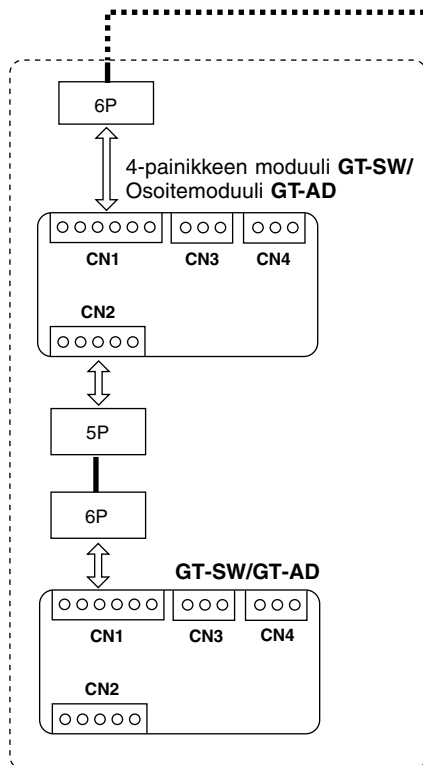 6P
4-painikkeen moduuli GT-SW/
Osoitemoduuli GT-AD
CN1 CN3 CN4
CN2
5P
6P
GT-SW/GT-AD
CN1 CN3 CN4
CN2